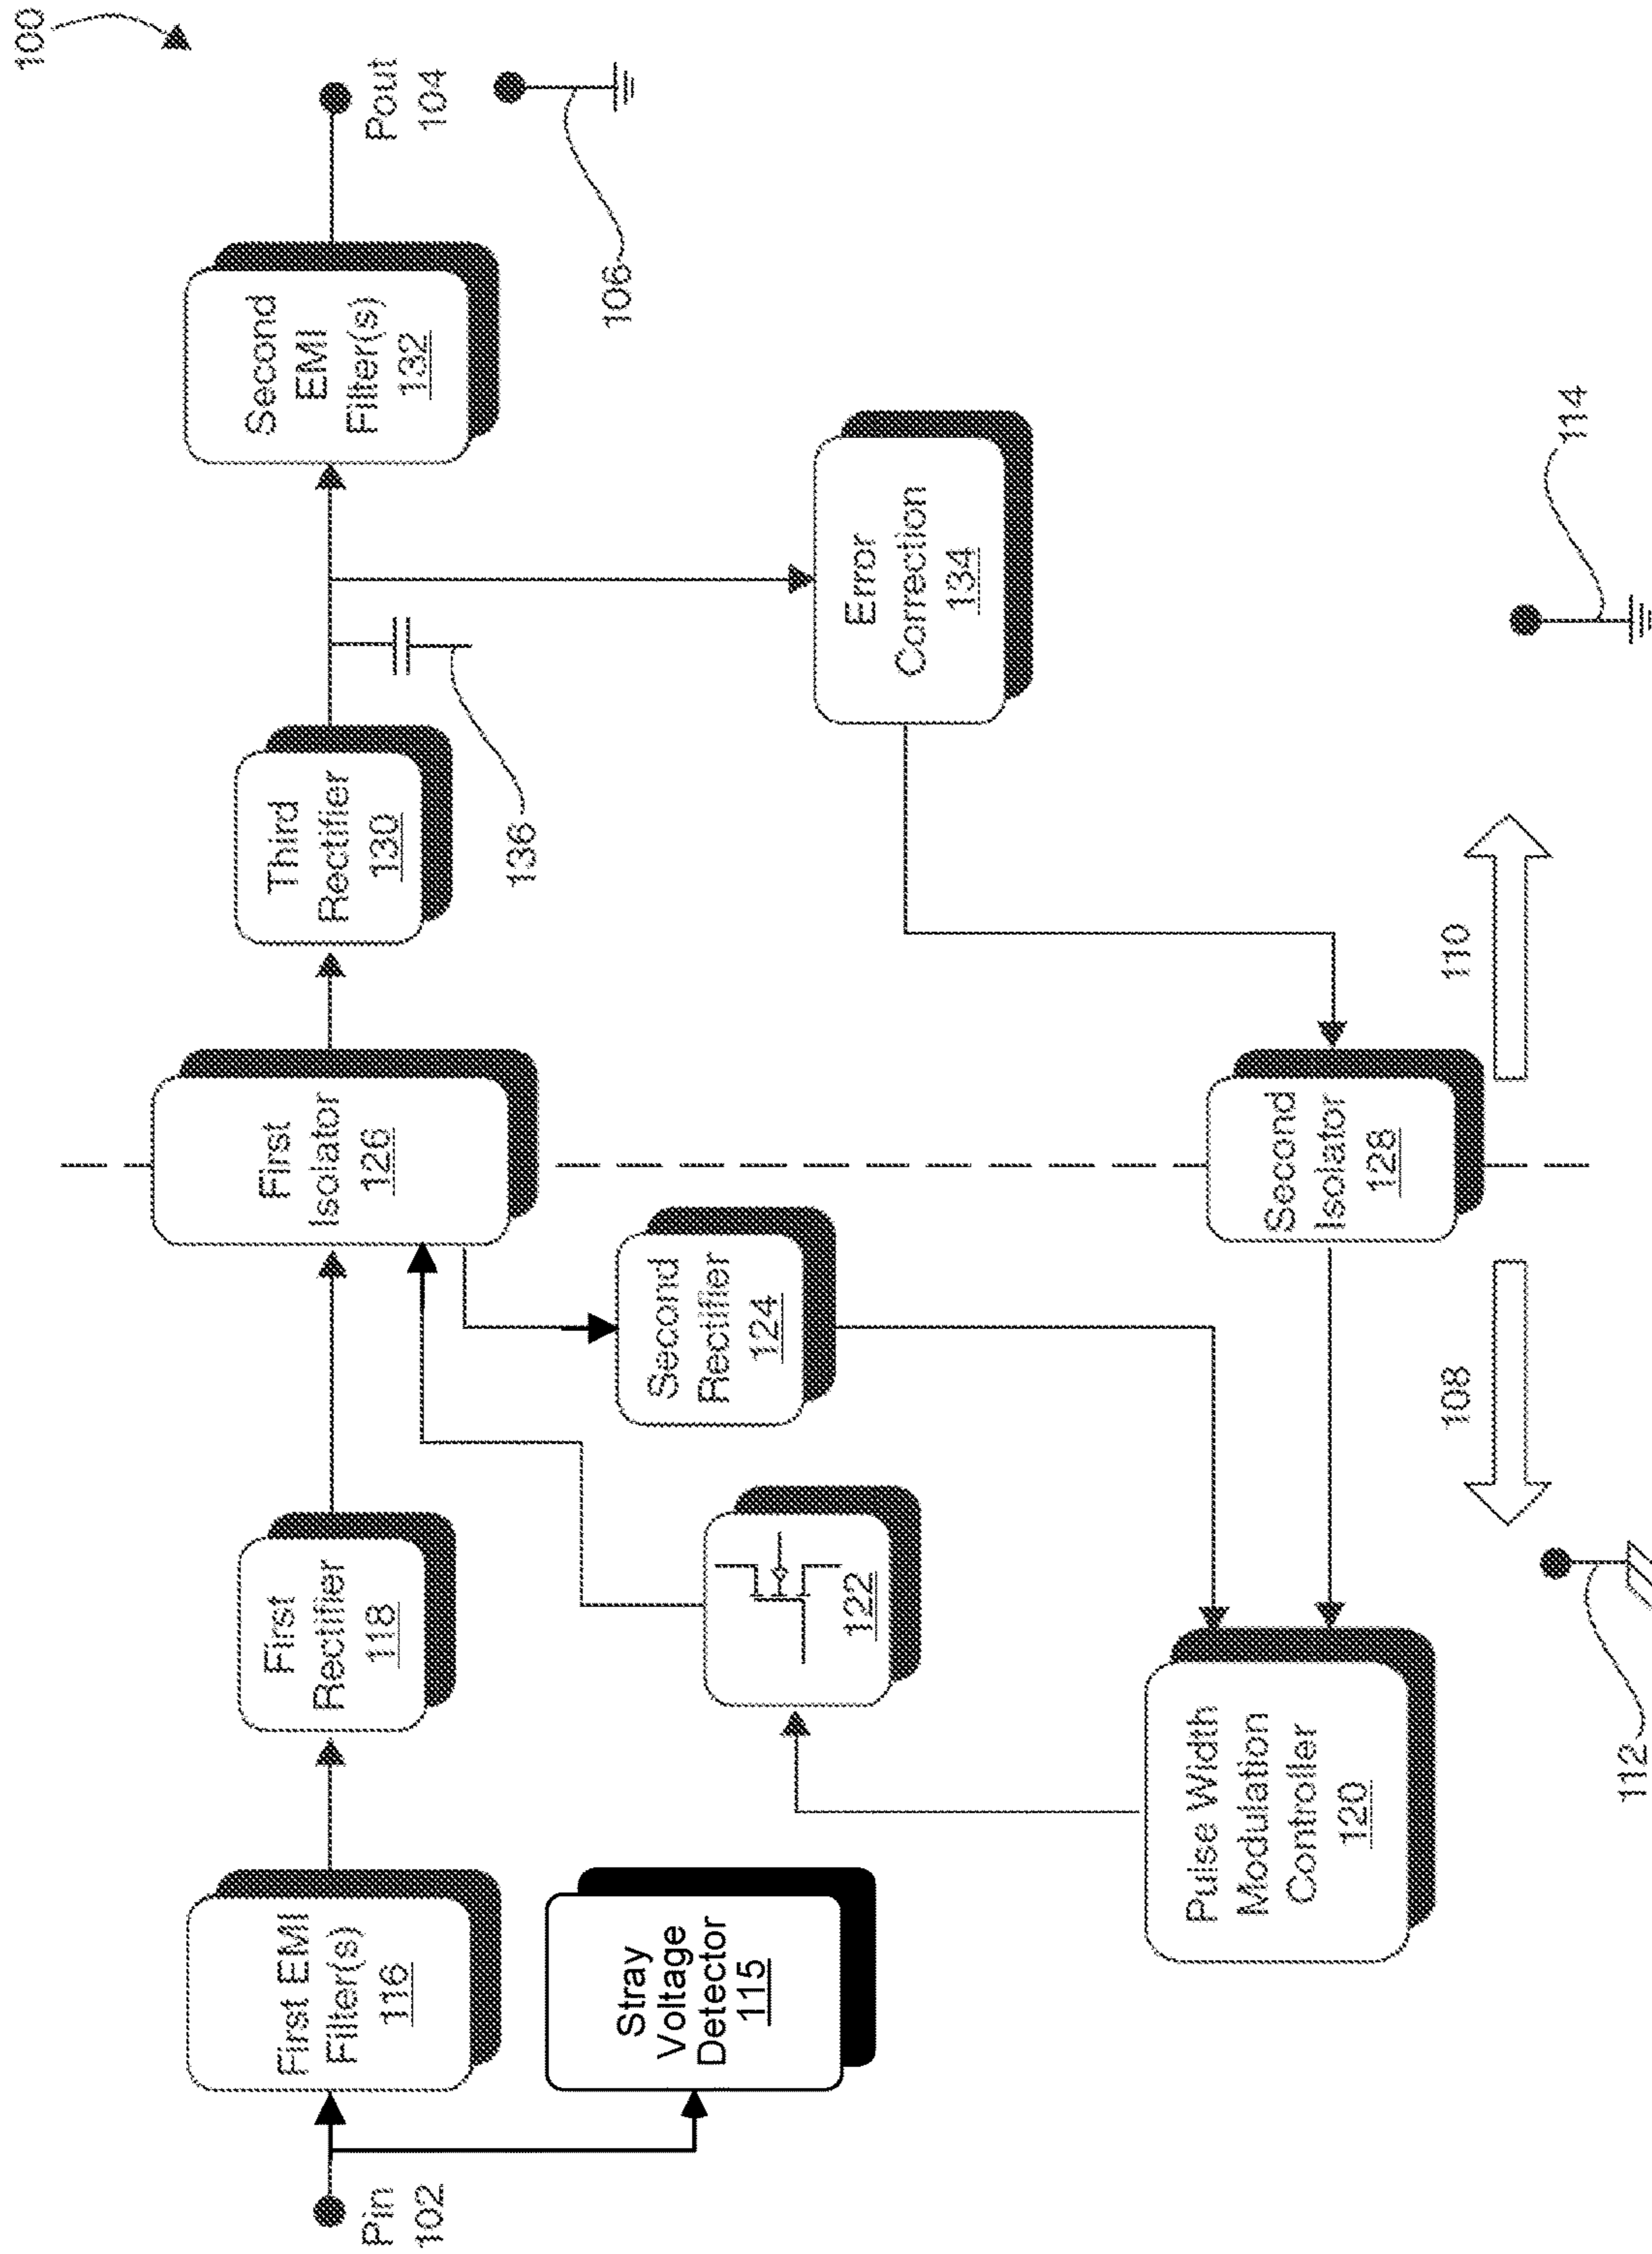 100
Pin
102
First EMI
Filter(s)
116
Stray
Voltage
Detector
115
First
Rectifier
118
122
Pulse Width
Modulation
Controller
120
First
Isolator
126
Second
Rectifier
124
Second
Isolator
128
Third
Rectifier
130
136
Error
Correction
134
Second
EMI
Filter(s)
132
Pout
104
106
108
110
112
114